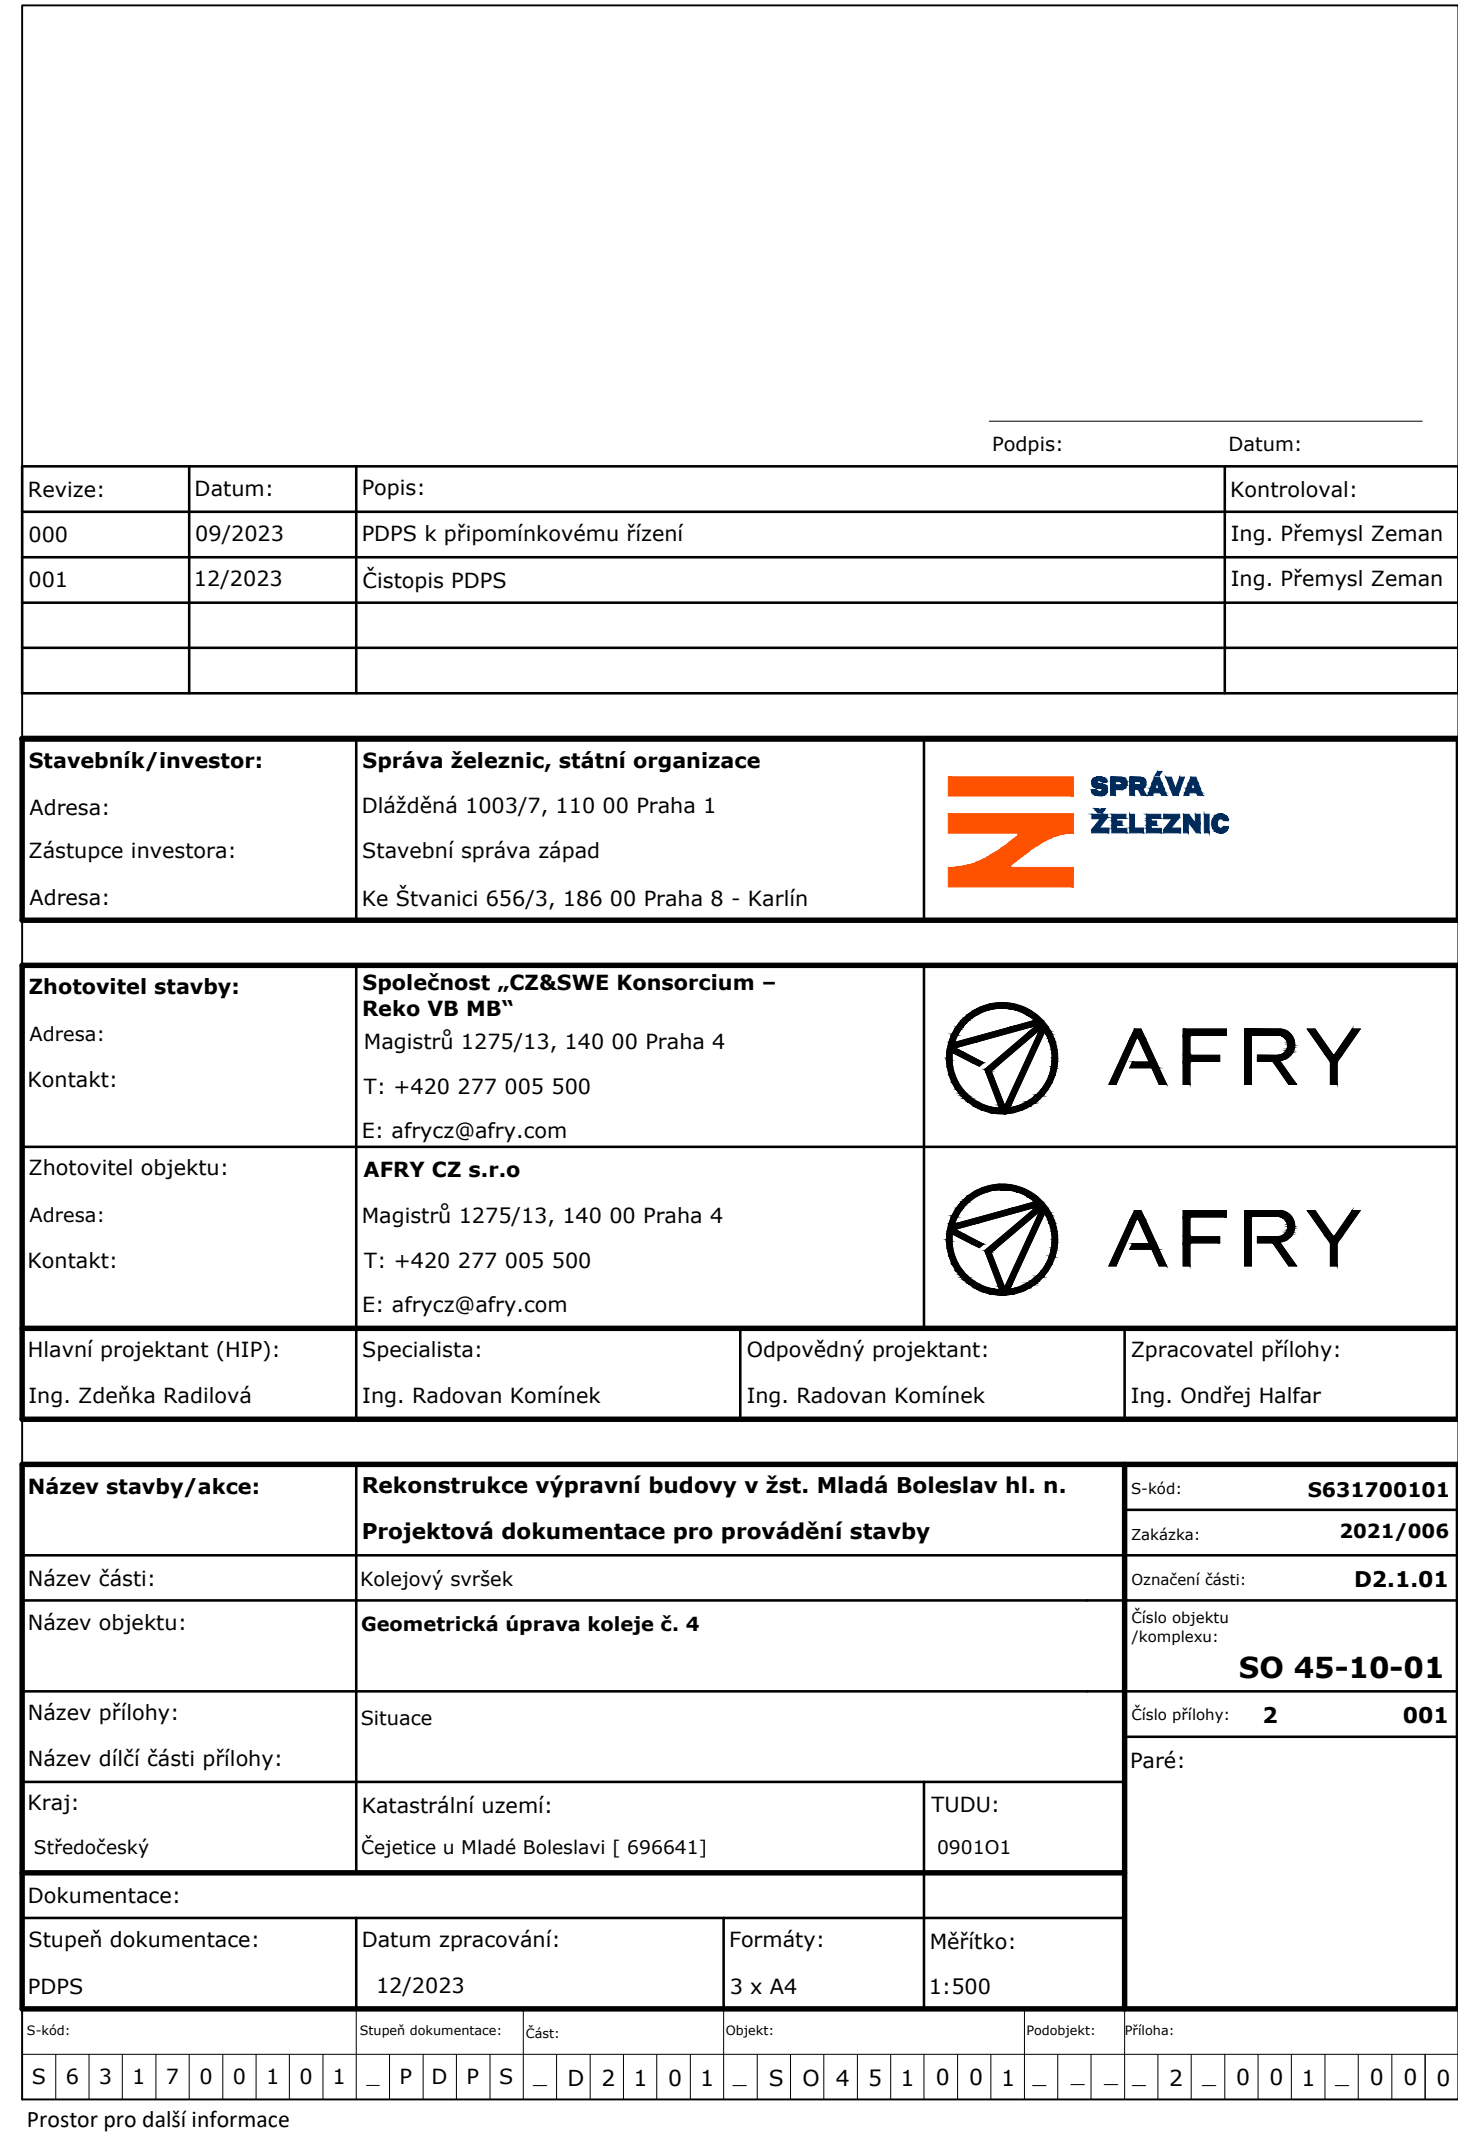 Podpis: Datum:
Revize: Datum: Popis: Kontroloval:
000 09/2023 PDPS k připomínkovému řízení Ing. Přemysl Zeman
001 12/2023 Čistopis PDPS Ing. Přemysl Zeman
Stavebník/investor: Správa železnic, státní organizace
Adresa: Dlážděná 1003/7, 110 00 Praha 1
Zástupce investora: Stavební správa západ
Adresa: Ke Štvanici 656/3, 186 00 Praha 8 - Karlín
SPRÁVA
ŽELEZNIC
Zhotovitel stavby: Společnost „CZ&SWE Konsorcium –
Reko VB MB“
Adresa: Magistrů 1275/13, 140 00 Praha 4
Kontakt: T: +420 277 005 500
E: afrycz@afry.com
AFRY
Zhotovitel objektu: AFRY CZ s.r.o
Adresa: Magistrů 1275/13, 140 00 Praha 4
Kontakt: T: +420 277 005 500
E: afrycz@afry.com
AFRY
Hlavní projektant (HIP): Specialista: Odpovědný projektant: Zpracovatel přílohy:
Ing. Zdeňka Radilová Ing. Radovan Komínek Ing. Radovan Komínek Ing. Ondřej Halfar
Název stavby/akce: Rekonstrukce výpravní budovy v žst. Mladá Boleslav hl. n. S-kód: S631700101
Projektová dokumentace pro provádění stavby Zakázka: 2021/006
Název části: Kolejový svršek Označení části: D2.1.01
Název objektu: Geometrická úprava koleje č. 4 Číslo objektu
/komplexu:
SO 45-10-01
Název přílohy: Situace Číslo přílohy: 2 001
Název dílčí části přílohy: Paré:
Kraj: Katastrální uzemí: TUDU:
Středočeský Čejetice u Mladé Boleslavi [ 696641] 0901O1
Dokumentace:
Stupeň dokumentace: Datum zpracování: Formáty: Měřítko:
PDPS 12/2023 3 x A4 1:500
S-kód: Stupeň dokumentace: Část: Objekt: Podobjekt: Příloha:
S 6 3 1 7 0 0 1 0 1 _ P D P S _ D 2 1 0 1 _ S O 4 5 1 0 0 1 _ _ _ _ 2 _ 0 0 1 _ 0 0 0
Prostor pro další informace